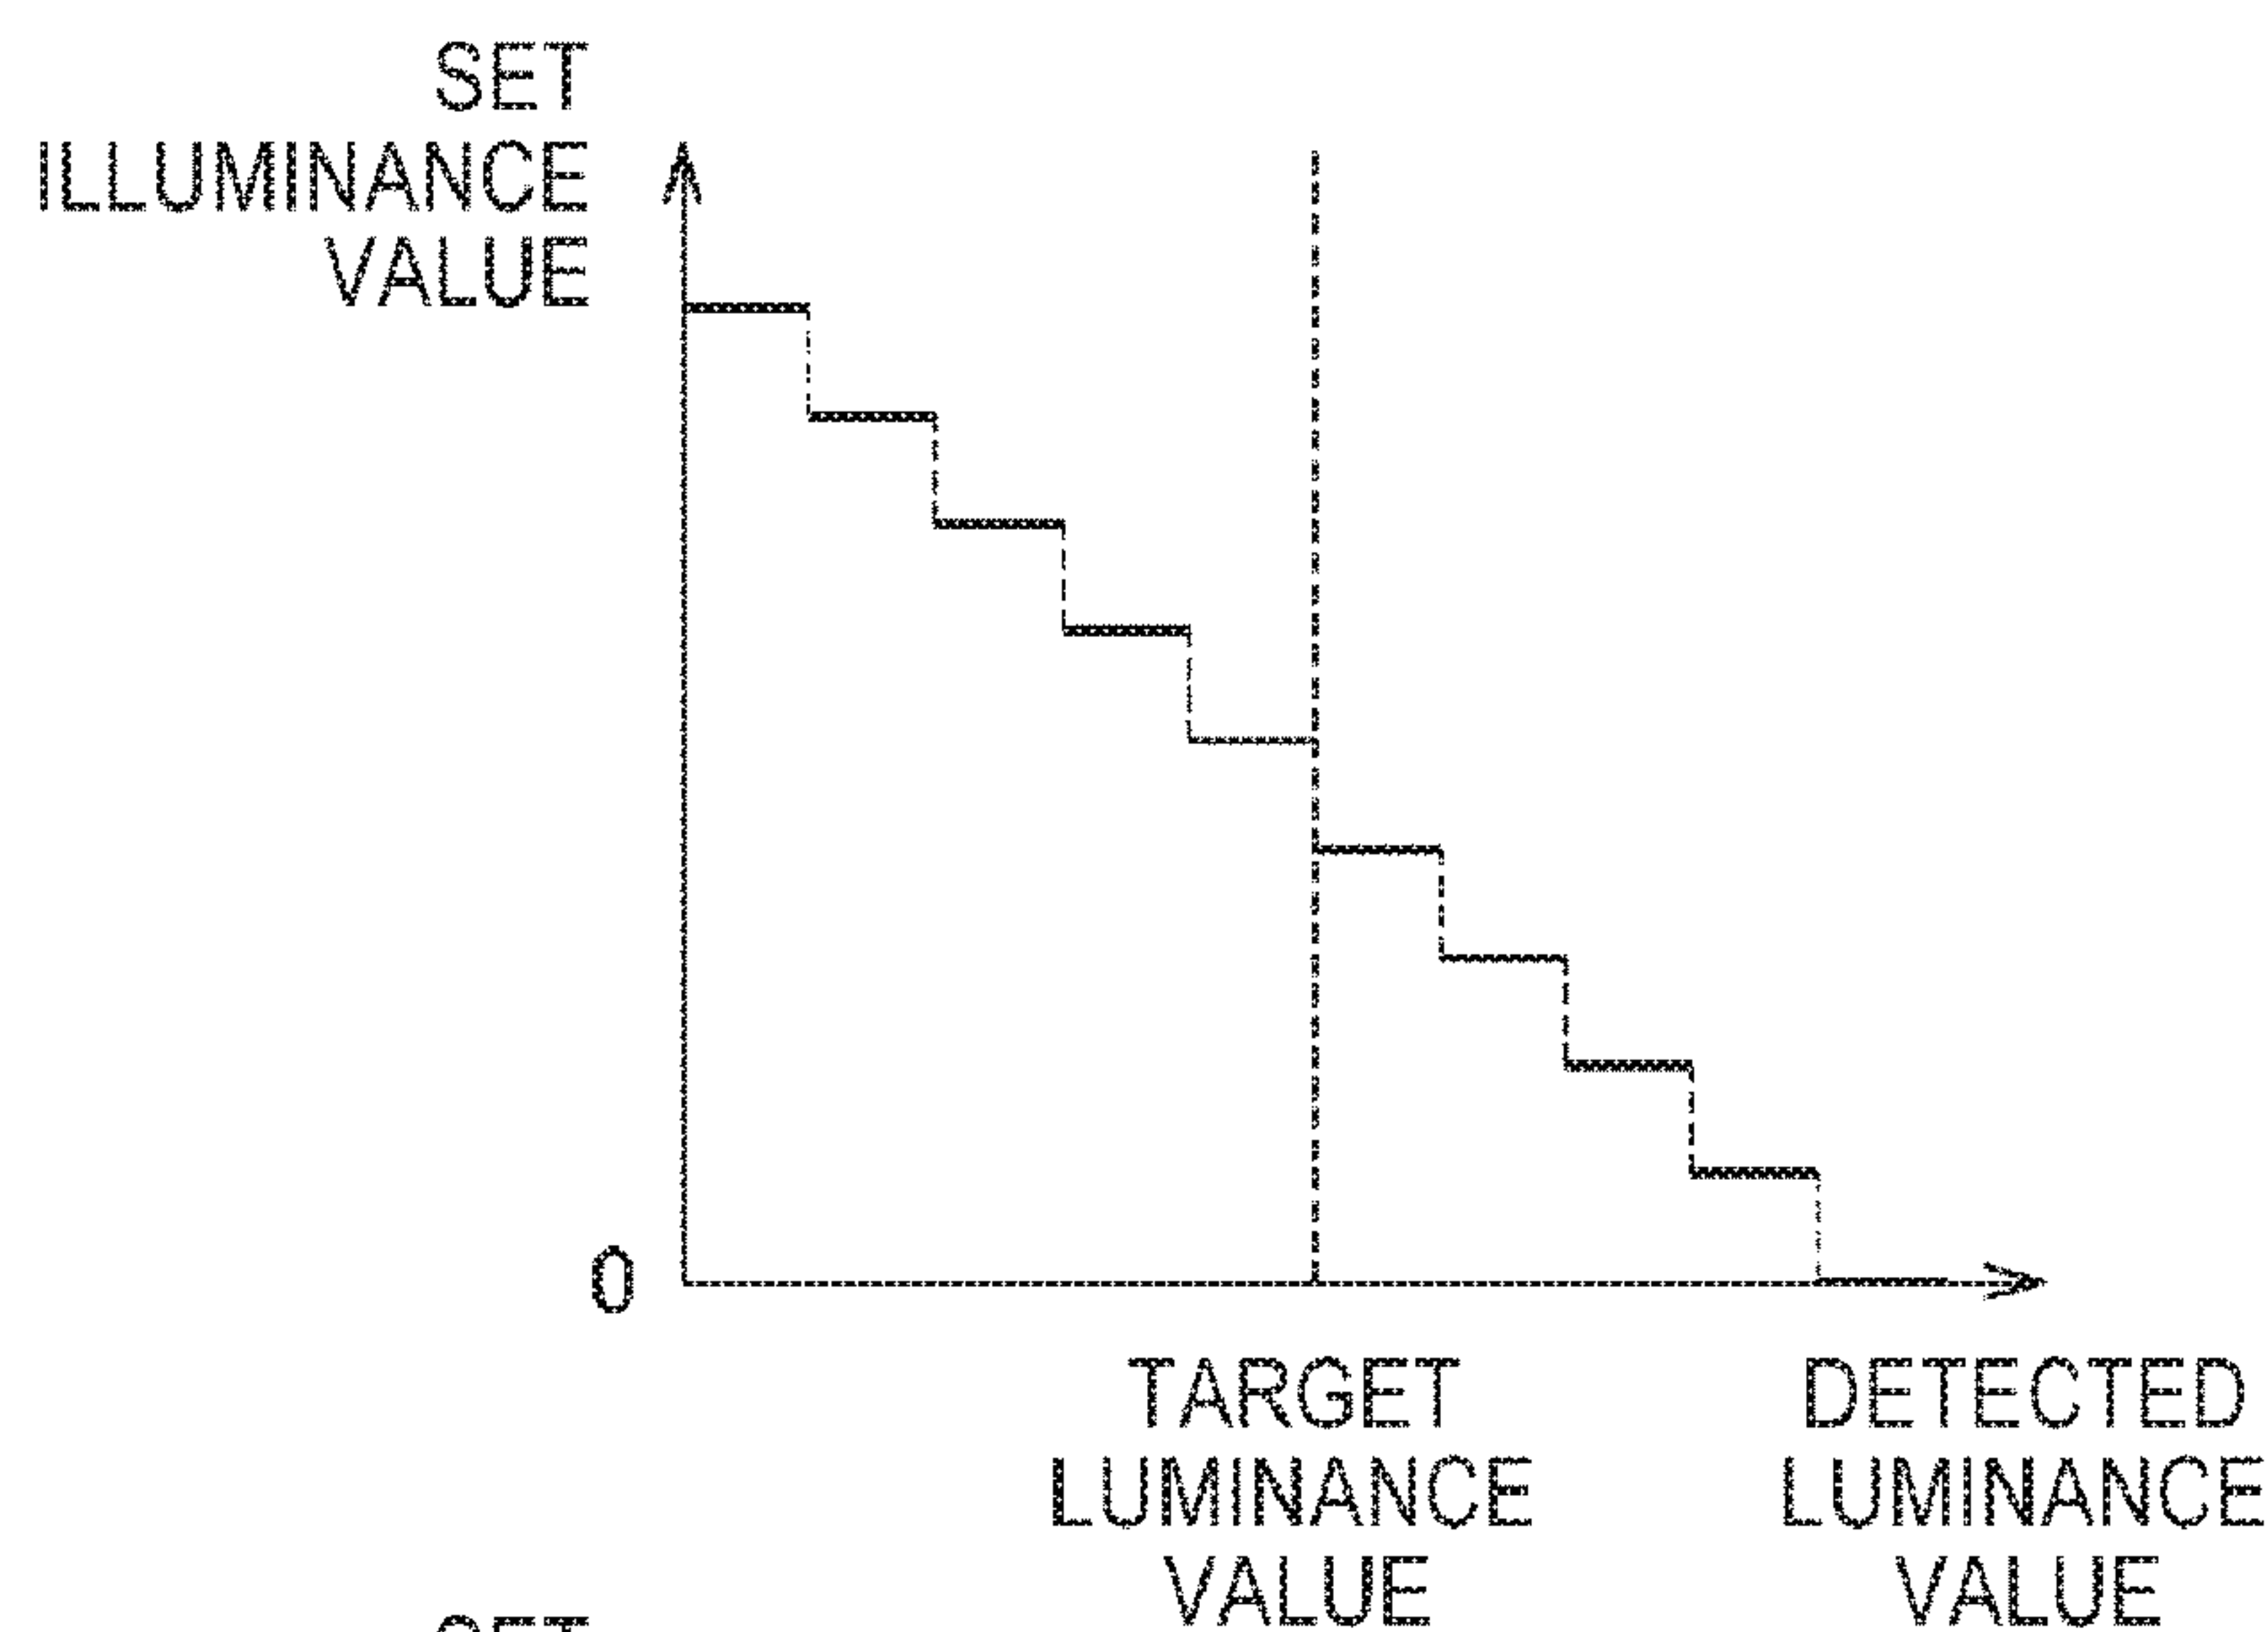 SET
ILLUMINANCE
VALUE
0
TARGET
LUMINANCE
VALUE
DETECTED
LUMINANCE
VALUE